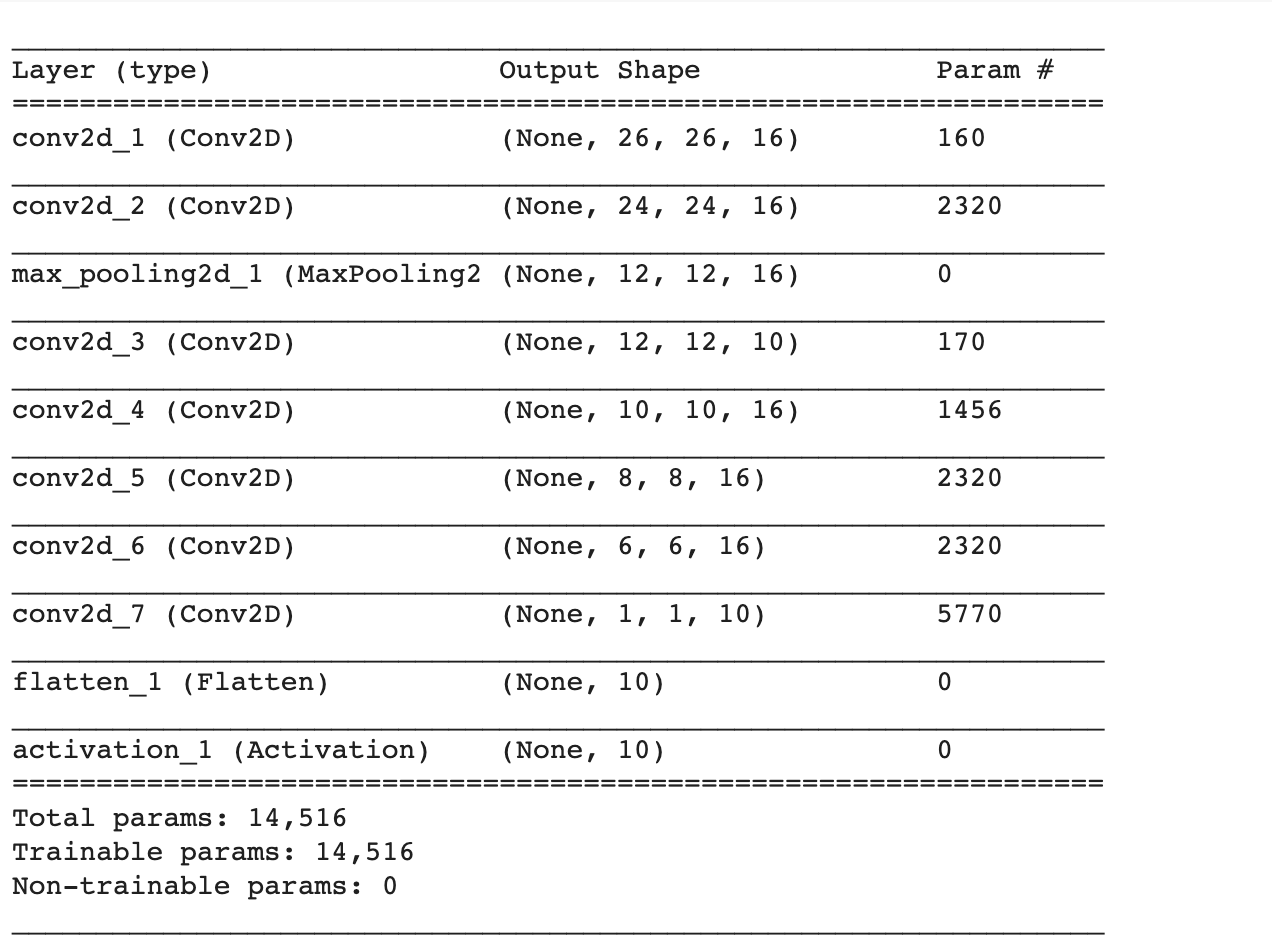 Layer (type) Output Shape Param #
=================================================================
conv2d_1 (Conv2D) (None, 26, 26, 16) 160
conv2d_2 (Conv2D) (None, 24, 24, 16) 2320
max_pooling2d_1 (MaxPooling2 (None, 12, 12, 16) 0
conv2d_3 (Conv2D) (None, 12, 12, 10) 170
conv2d_4 (Conv2D) (None, 10, 10, 16) 1456
conv2d_5 (Conv2D) (None, 8, 8, 16) 2320
conv2d_6 (Conv2D) (None, 6, 6, 16) 2320
conv2d_7 (Conv2D) (None, 1, 1, 10) 5770
flatten_1 (Flatten) (None, 10) 0
activation_1 (Activation) (None, 10) 0
=================================================================
Total params: 14,516
Trainable params: 14,516
Non-trainable params: 0